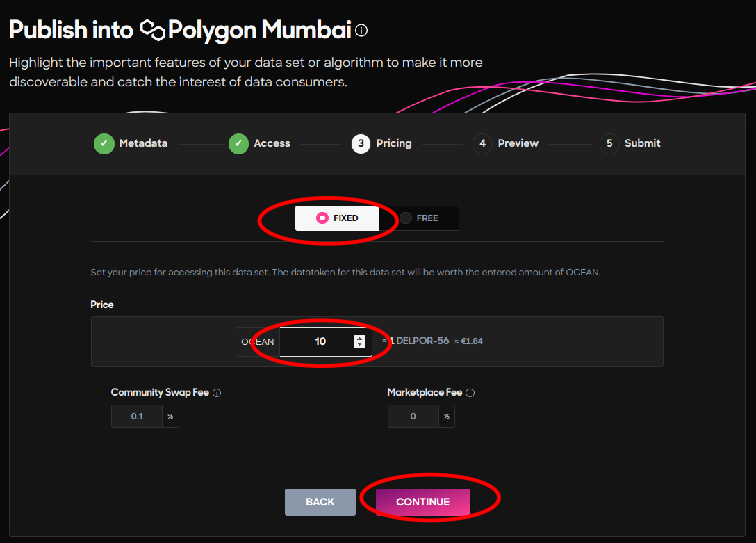 Publish into Polygon Mumbai
Highlight the important features of your data set or algorithm to make it more
discoverable and catch the interest of data consumers.
✓ Metadata ✓ Access 3 Pricing 4 Preview 5 Submit
FIXED FREE
Set your price for accessing this data set. The datatoken for this data set will be worth the entered amount of OCEAN.
Price
OCEAN 10 = 1 DELPOR-56 ≈ €1.84
Community Swap Fee Marketplace Fee
0.1 % 0 %
BACK CONTINUE